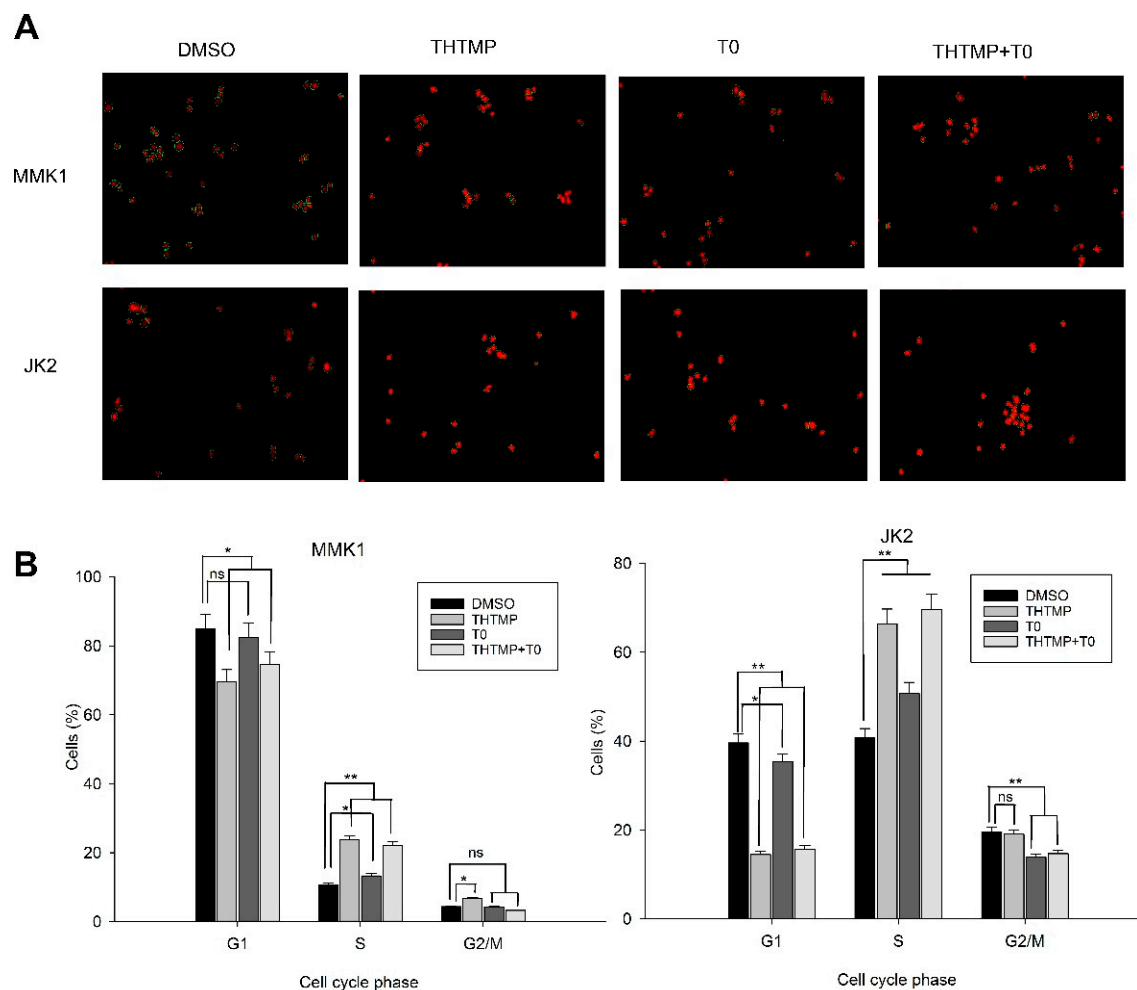 A
DMSO THTMP T0 THTMP+T0
MMK1
JK2
B
MMK1
*
ns
**
*
ns
*
DMSO
THTMP
T0
THTMP+T0
100
80
60
40
20
0
Cells (%)
G1 S G2/M
Cell cycle phase
JK2
**
**
*
**
ns
DMSO
THTMP
T0
THTMP+T0
80
60
40
20
0
Cells (%)
G1 S G2/M
Cell cycle phase